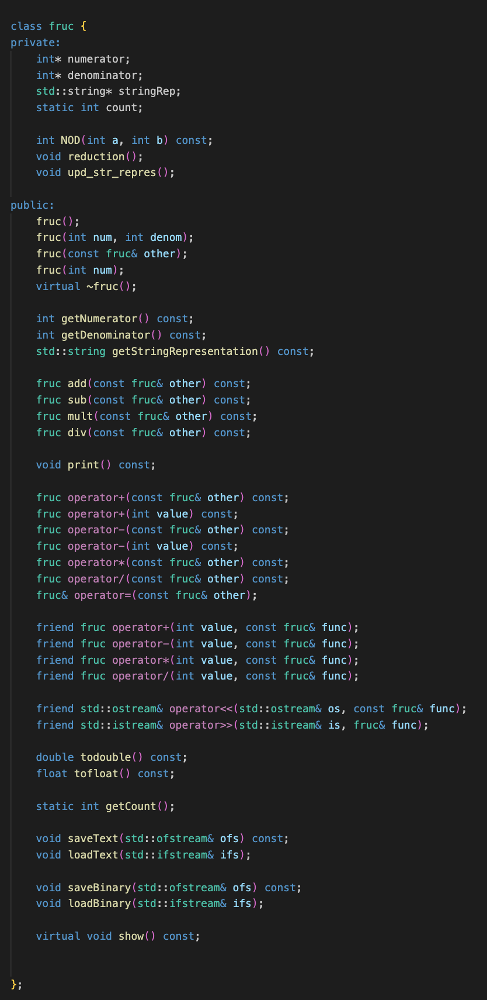 class fruc {
private:
    int* numerator;
    int* denominator;
    std::string* stringRep;
    static int count;

    int NOD(int a, int b) const;
    void reduction();
    void upd_str_repres();

public:
    fruc();
    fruc(int num, int denom);
    fruc(const fruc& other);
    fruc(int num);
    virtual ~fruc();

    int getNumerator() const;
    int getDenominator() const;
    std::string getStringRepresentation() const;

    fruc add(const fruc& other) const;
    fruc sub(const fruc& other) const;
    fruc mult(const fruc& other) const;
    fruc div(const fruc& other) const;

    void print() const;

    fruc operator+(const fruc& other) const;
    fruc operator+(int value) const;
    fruc operator-(const fruc& other) const;
    fruc operator-(int value) const;
    fruc operator*(const fruc& other) const;
    fruc operator/(const fruc& other) const;
    fruc& operator=(const fruc& other);

    friend fruc operator+(int value, const fruc& func);
    friend fruc operator-(int value, const fruc& func);
    friend fruc operator*(int value, const fruc& func);
    friend fruc operator/(int value, const fruc& func);

    friend std::ostream& operator<<(std::ostream& os, const fruc& func);
    friend std::istream& operator>>(std::istream& is, fruc& func);

    double todouble() const;
    float tofloat() const;

    static int getCount();

    void saveText(std::ofstream& ofs) const;
    void loadText(std::ifstream& ifs);

    void saveBinary(std::ofstream& ofs) const;
    void loadBinary(std::ifstream& ifs);

    virtual void show() const;

};